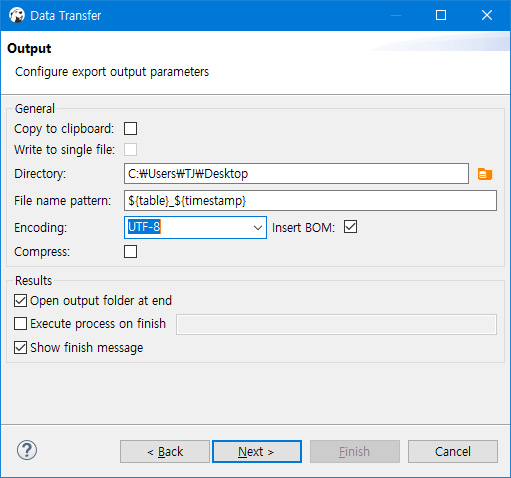 Data Transfer
Output
Configure export output parameters
General
Copy to clipboard:
Write to single file:
Directory: C:₩Users₩TJ₩Desktop
File name pattern: ${table}_${timestamp}
Encoding: UTF-8 Insert BOM:
Compress:
Results
Open output folder at end
Execute process on finish
Show finish message
? < Back Next > Finish Cancel